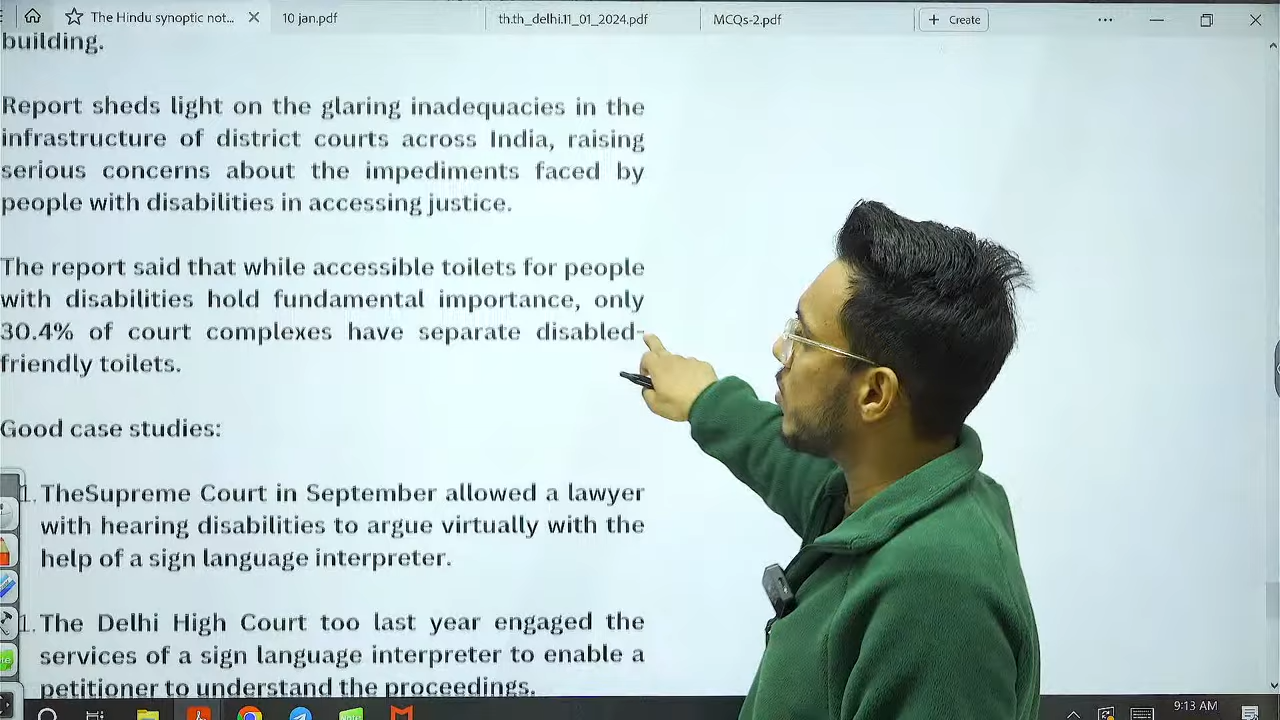 The Hindu synoptic not...
10 jan.pdf
th.th_delhi.11_01_2024.pdf
MCQs-2.pdf
+ Create
building.
Report sheds light on the glaring inadequacies in the
infrastructure of district courts across India, raising
serious concerns about the impediments faced by
people with disabilities in accessing justice.
The report said that while accessible toilets for people
with disabilities hold fundamental importance, only
30.4% of court complexes have separate disabled-
friendly toilets.
Good case studies:
1. TheSupreme Court in September allowed a lawyer
with hearing disabilities to argue virtually with the
help of a sign language interpreter.
1. The Delhi High Court too last year engaged the
services of a sign language interpreter to enable a
petitioner to understand the proceedings.
9:13 AM